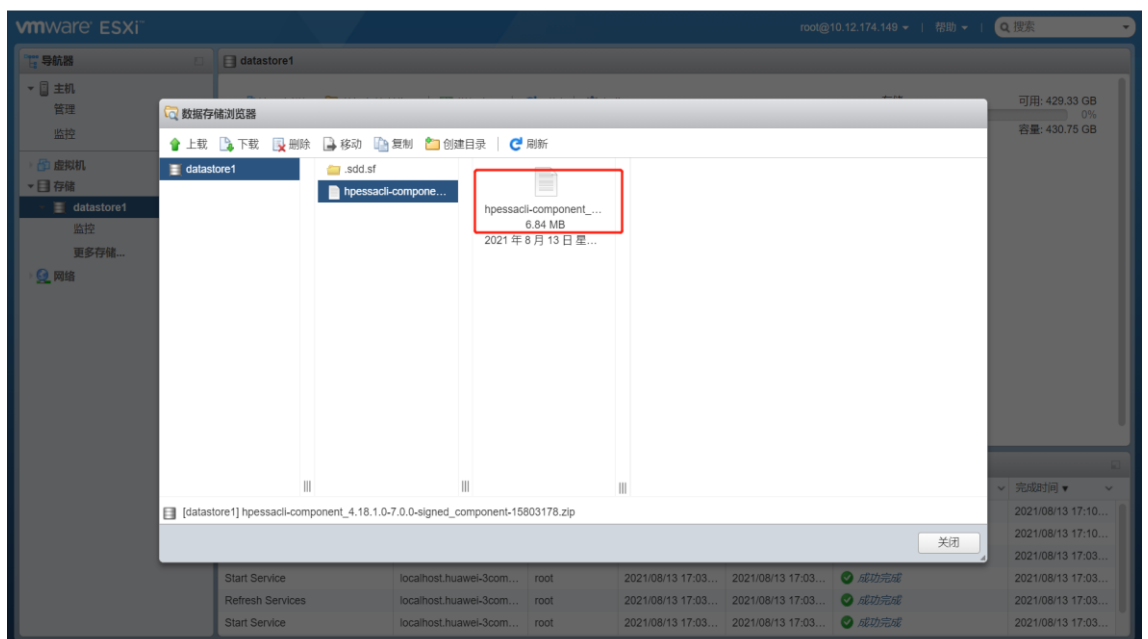 vmware ESXi
root@10.12.174.149 | 帮助 | 搜索
导航器
主机
管理
监控
虚拟机
存储
datastore1
监控
更多存储...
网络
datastore1
可用: 429.33 GB
0%
容量: 430.75 GB
数据存储浏览器
上载 下载 删除 移动 复制 创建目录 刷新
datastore1
.sdd.sf
hpessacli-compone...
hpessacli-component_...
6.84 MB
2021 年 8 月 13 日 星...
[datastore1] hpessacli-component_4.18.1.0-7.0.0-signed_component-15803178.zip
关闭
完成时间
2021/08/13 17:10...
2021/08/13 17:10...
2021/08/13 17:03...
Start Service localhost.huawei-3com... root 2021/08/13 17:03... 2021/08/13 17:03... 成功完成 2021/08/13 17:03...
Refresh Services localhost.huawei-3com... root 2021/08/13 17:03... 2021/08/13 17:03... 成功完成 2021/08/13 17:03...
Start Service localhost.huawei-3com... root 2021/08/13 17:03... 2021/08/13 17:03... 成功完成 2021/08/13 17:03...